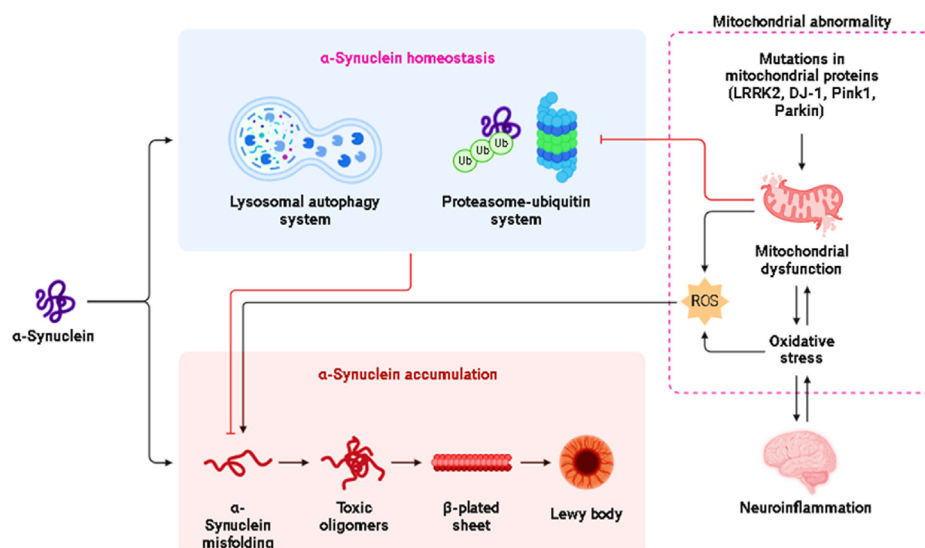 Mitochondrial abnormality
α-Synuclein homeostasis
Mutations in
mitochondrial proteins
(LRRK2, DJ-1, Pink1,
Parkin)
Ub
Ub
Ub
Lysosomal autophagy
system
Proteasome-ubiquitin
system
Mitochondrial
dysfunction
ROS
α-Synuclein
Oxidative
stress
α-Synuclein accumulation
α-
Synuclein
misfolding
Toxic
oligomers
β-plated
sheet
Lewy body
Neuroinflammation